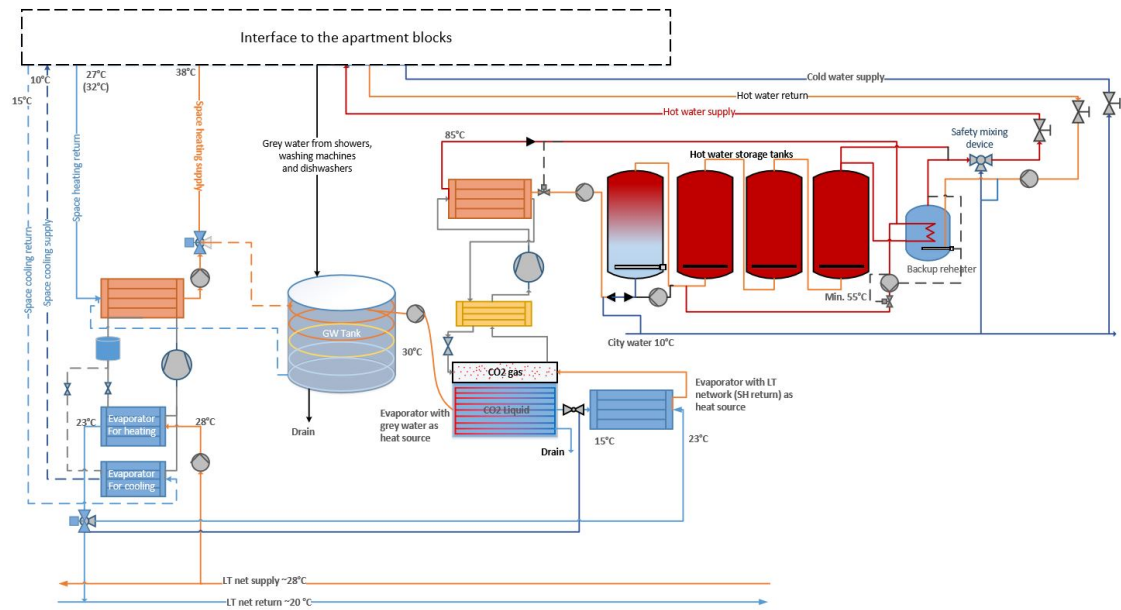 Interface to the apartment blocks
10°C
27°C
(32°C)
38°C
15°C
Cold water supply
Hot water return
Hot water supply
85°C
Safety mixing
device
Grey water from showers,
washing machines
and dishwashers
Hot water storage tanks
Space heating supply
Space heating return
Space cooling return
Space cooling supply
Backup reheater
Min. 55°C
GW Tank
30°C
City water 10°C
CO2 gas
Evaporator with LT
network (SH return) as
heat source
CO2 Liquid
Evaporator with
grey water as
heat source
Evaporator
For heating
23°C
28°C
Drain
15°C
23°C
Drain
Evaporator
For cooling
LT net supply ~28°C
LT net return ~20 °C